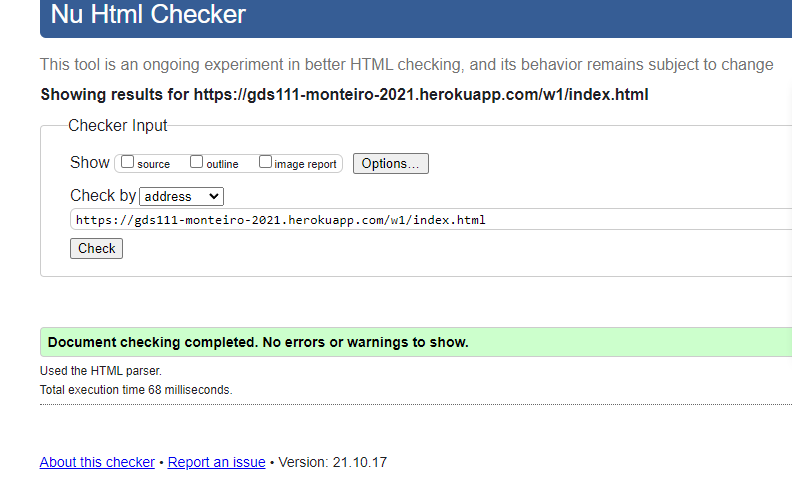 Nu Html Checker
This tool is an ongoing experiment in better HTML checking, and its behavior remains subject to change
Showing results for https://gds111-monteiro-2021.herokuapp.com/w1/index.html
Checker Input
Show source outline image report Options...
Check by address
https://gds111-monteiro-2021.herokuapp.com/w1/index.html
Check
Document checking completed. No errors or warnings to show.
Used the HTML parser.
Total execution time 68 milliseconds.
About this checker • Report an issue • Version: 21.10.17